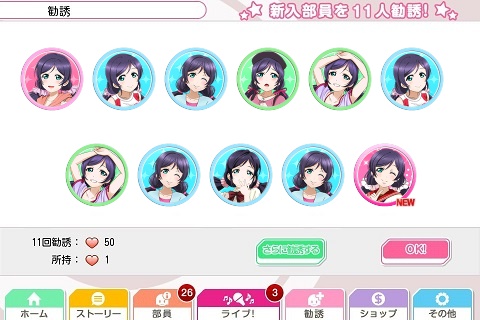 勧誘
新入部員を11人勧誘!
NEW
11回勧誘: 50
所持: 1
さらに勧誘する
OK!
26
3
ホーム
ストーリー
部員
ライブ!
勧誘
ショップ
その他